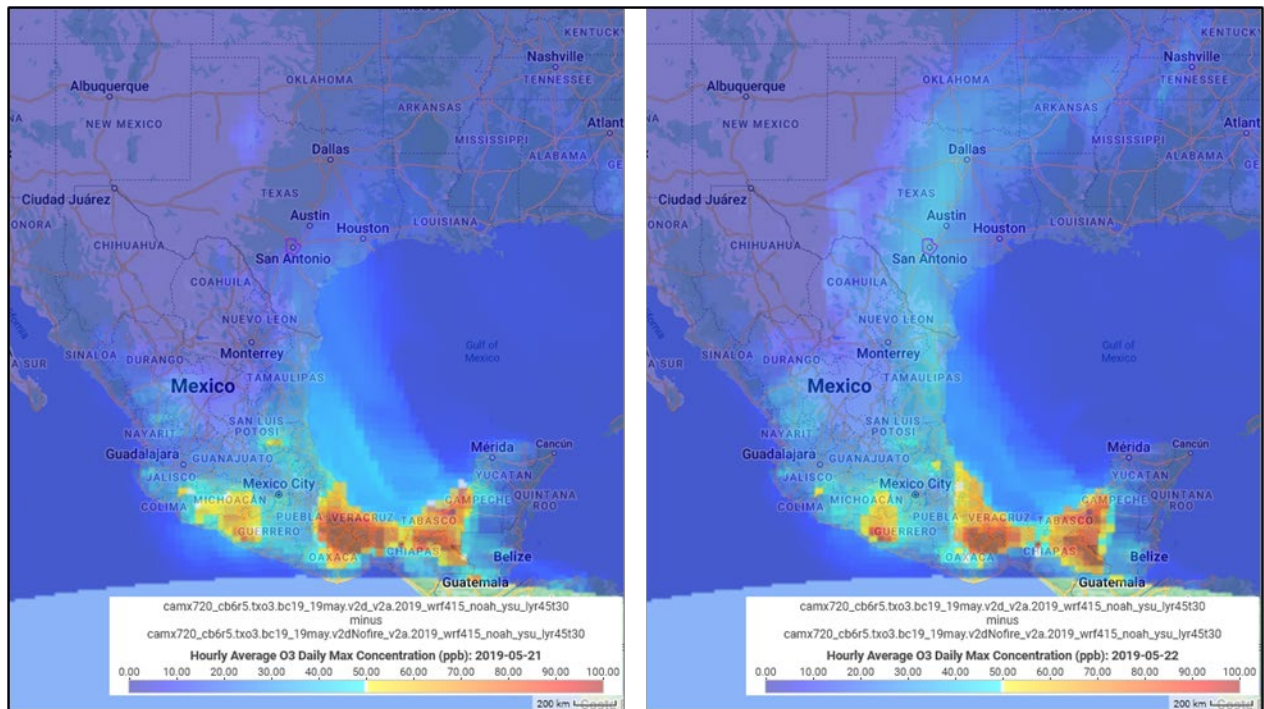 KENTUCKY
Nashville
TENNESSEE
OKLAHOMA
Albuquerque
ARKANSAS
NEW MEXICO
MISSISSIPPI
ALABAMA
Dallas
Ciudad Juárez
TEXAS
Austin
LOUISIANA
Houston
CHIHUAHUA
San Antonio
COAHUILA
NUEVO LEON
Monterrey
Gulf of
Mexico
SINALOA
DURANGO
TAMAULIPAS
Mexico
SAN LUIS
POTOSI
NAYARIT
Guadalajara
GUANAJUATO
Mérida
Cancún
YUCATAN
JALISCO
Mexico City
CAMPECHE
QUINTANA
ROO
COLIMA
MICHOACÁN
PUEBLA
VERACRUZ
TABASCO
GUERRERO
OAXACA
CHIAPAS
Belize
Guatemala
camx720_cb6r5.txo3.bc19_19may.v2d_v2a.2019_wrf415_noah_ysu_lyr45t30
minus
camx720_cb6r5.txo3.bc19_19may.v2dNofire_v2a.2019_wrf415_noah_ysu_lyr45t30
Hourly Average O3 Daily Max Concentration (ppb): 2019-05-21
0.00 20.00 40.00 60.00 80.00 100.00
10.00 30.00 50.00 70.00 90.00
200 km
KENTUCKY
Nashville
TENNESSEE
OKLAHOMA
Albuquerque
ARKANSAS
NEW MEXICO
MISSISSIPPI
ALABAMA
Dallas
Ciudad Juárez
TEXAS
Austin
LOUISIANA
Houston
CHIHUAHUA
San Antonio
COAHUILA
NUEVO LEON
Monterrey
Gulf of
Mexico
SINALOA
DURANGO
TAMAULIPAS
Mexico
SAN LUIS
POTOSI
NAYARIT
Guadalajara
GUANAJUATO
Mérida
Cancún
YUCATAN
JALISCO
Mexico City
CAMPECHE
QUINTANA
ROO
COLIMA
MICHOACÁN
PUEBLA
VERACRUZ
TABASCO
GUERRERO
OAXACA
CHIAPAS
Belize
Guatemala
camx720_cb6r5.txo3.bc19_19may.v2d_v2a.2019_wrf415_noah_ysu_lyr45t30
minus
camx720_cb6r5.txo3.bc19_19may.v2dNofire_v2a.2019_wrf415_noah_ysu_lyr45t30
Hourly Average O3 Daily Max Concentration (ppb): 2019-05-22
0.00 20.00 40.00 60.00 80.00 100.00
10.00 30.00 50.00 70.00 90.00
200 km